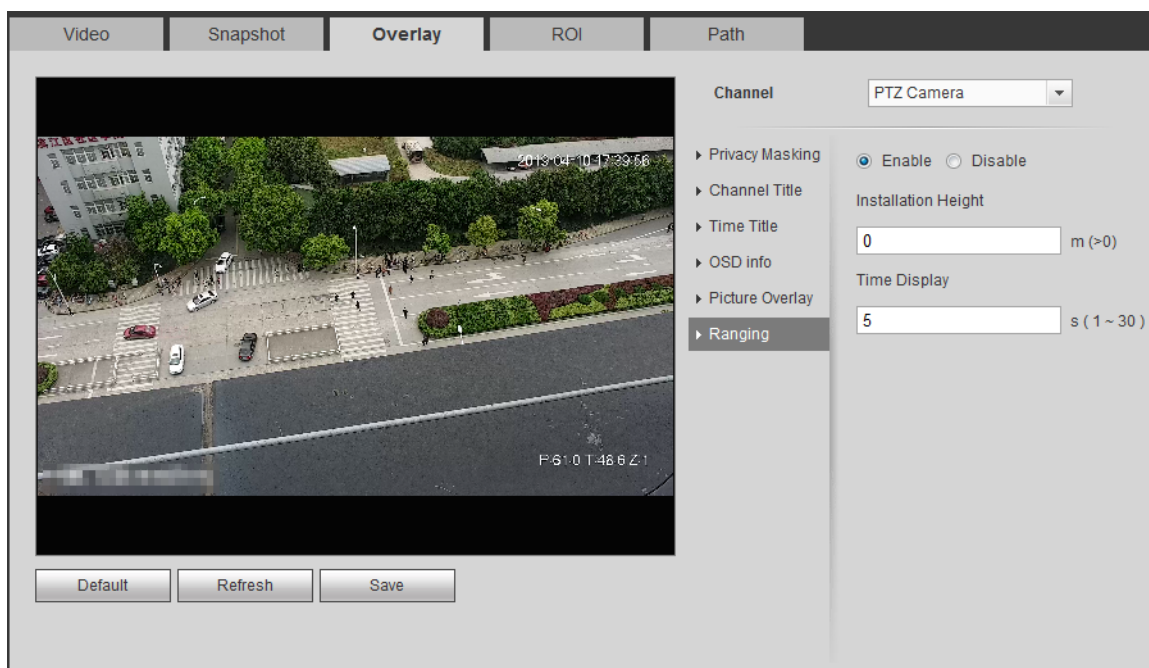 Video
Snapshot
Overlay
ROI
Path
Channel
PTZ Camera
2013-04-10 17:39:56
Privacy Masking
Channel Title
Time Title
OSD info
Picture Overlay
Ranging
Enable
Disable
Installation Height
0
m (>0)
Time Display
5
s ( 1 ~ 30 )
P-61.0 T-48.6 Z-1
Default
Refresh
Save